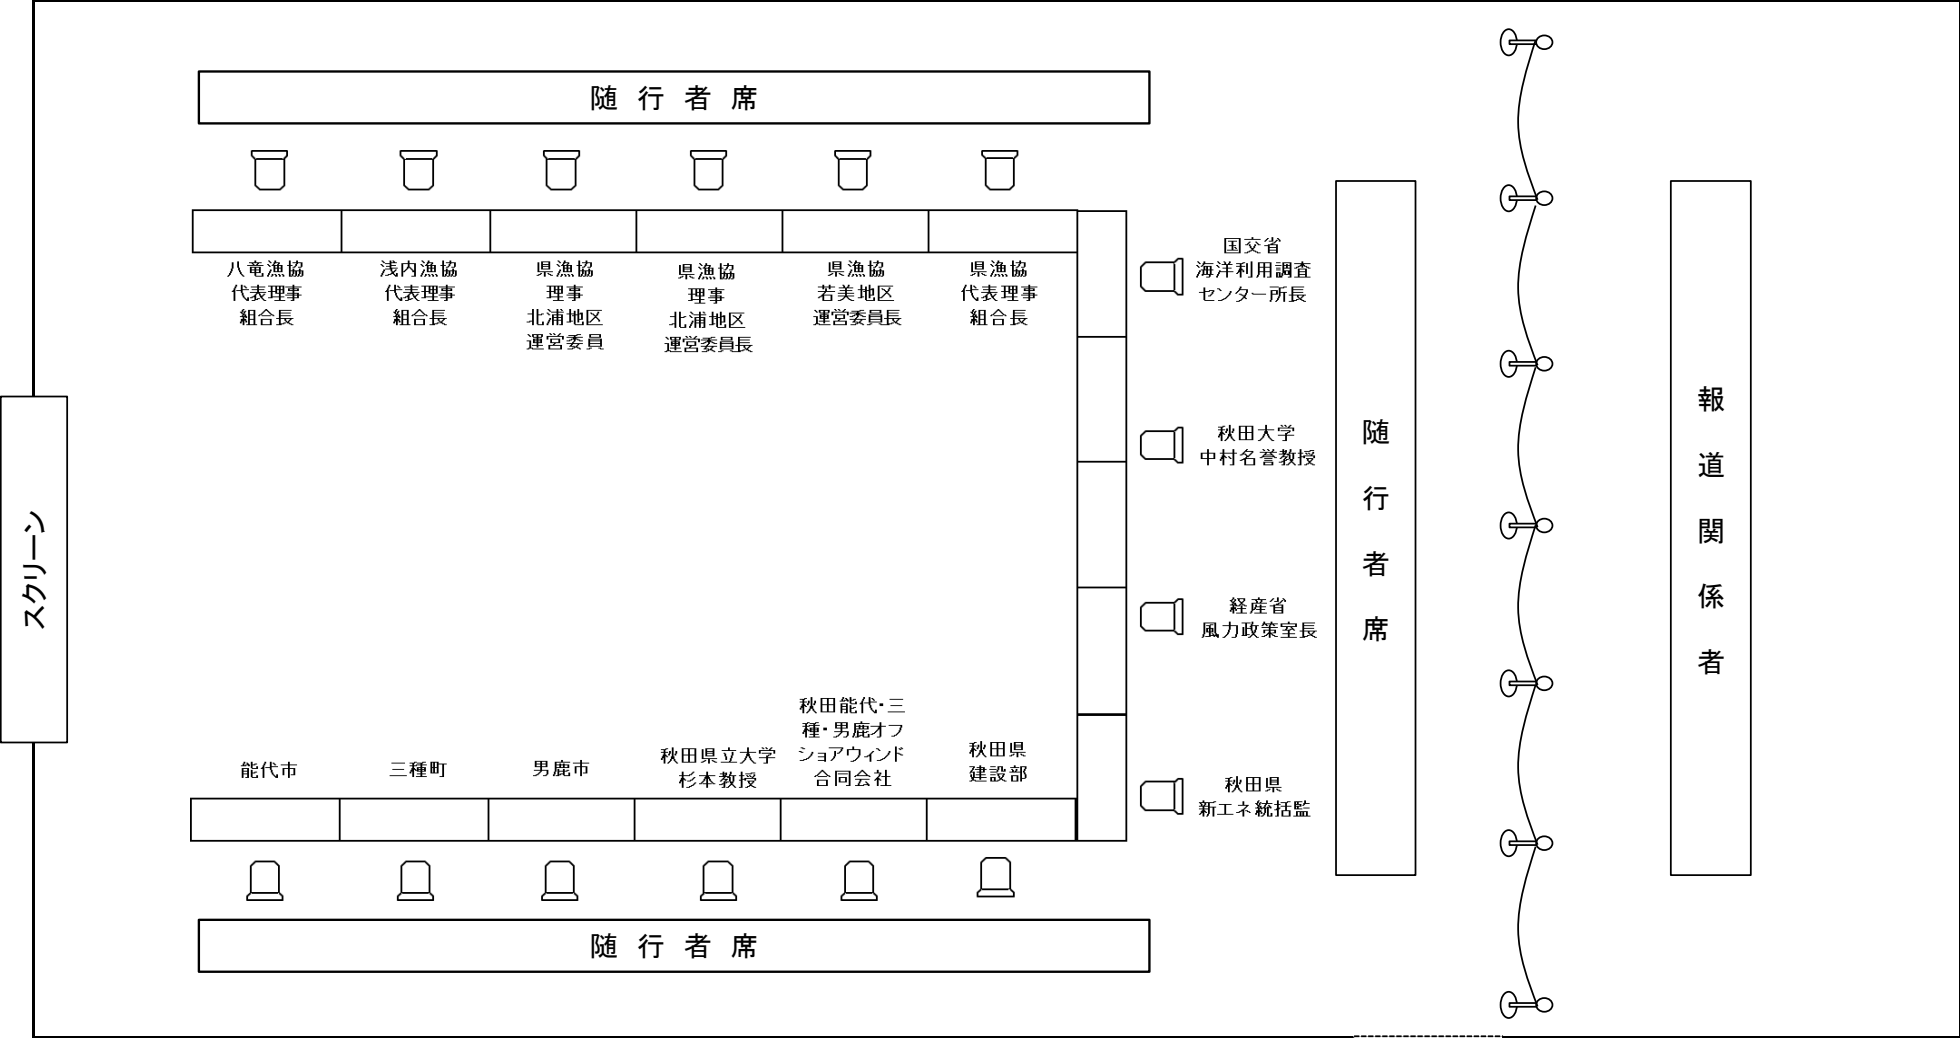 随行者席
八竜漁協
代表理事
組合長
浅内漁協
代表理事
組合長
県漁協
理事
北浦地区
運営委員
県漁協
理事
北浦地区
運営委員長
県漁協
若美地区
運営委員長
県漁協
代表理事
組合長
国交省
海洋利用調査
センター所長
秋田大学
中村名誉教授
経産省
風力政策室長
秋田県
新エネ統括監
随行者席
報道関係者
スクリーン
能代市
三種町
男鹿市
秋田県立大学
杉本教授
秋田能代・三
種・男鹿オフ
ショアウィンド
合同会社
秋田県
建設部
随行者席